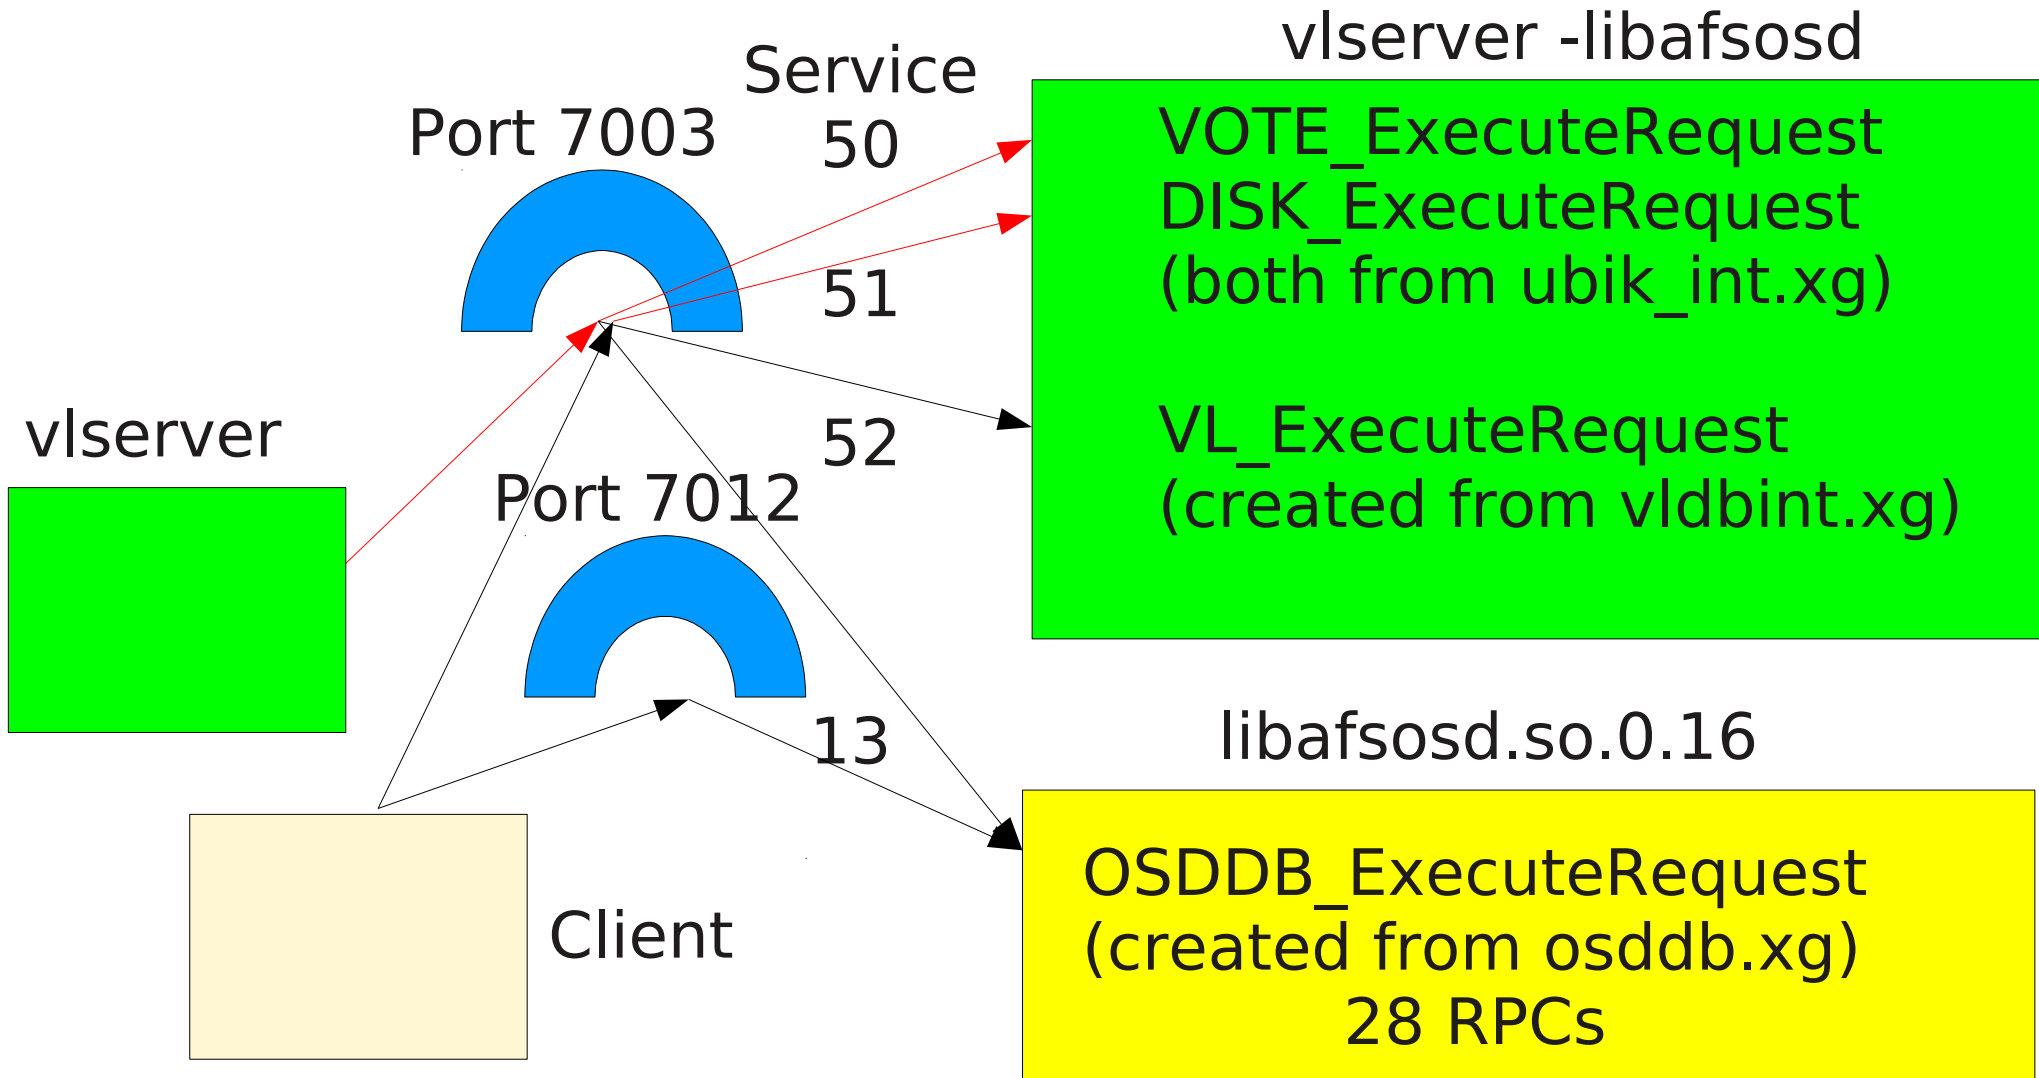 vlserver -libafsosd
Service
Port 7003
50
VOTE_ExecuteRequest
DISK_ExecuteRequest
(both from ubik_int.xg)
51
VL_ExecuteRequest
(created from vldbint.xg)
vlserver
52
Port 7012
13
libafsosd.so.0.16
OSDDB_ExecuteRequest
(created from osddb.xg)
28 RPCs
Client